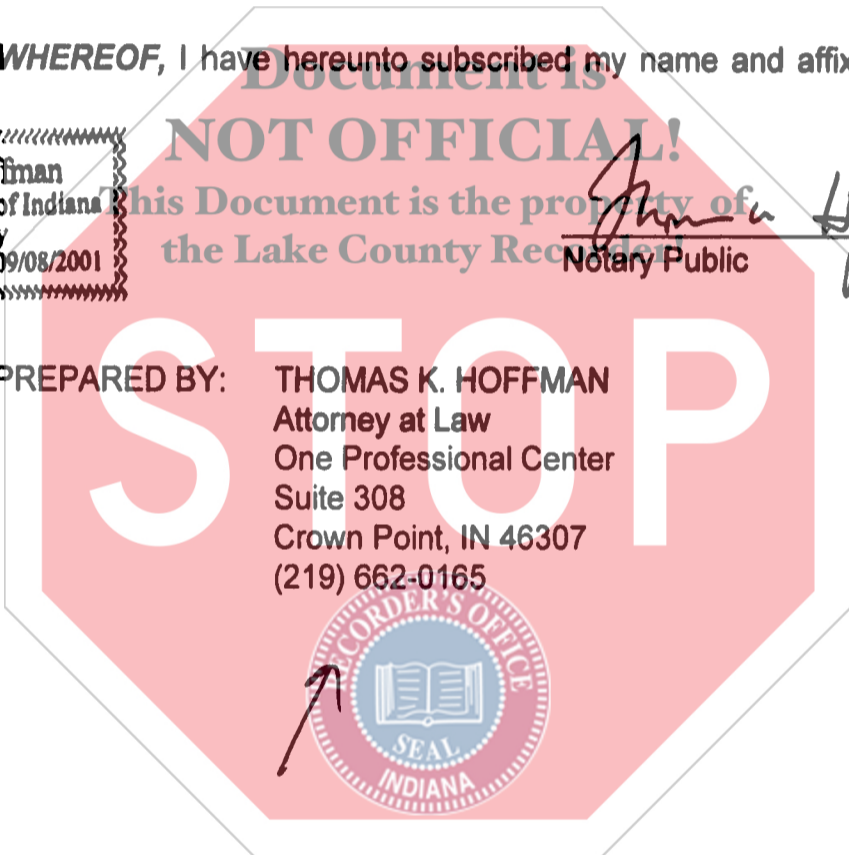 WHEREOF, I have hereunto subscribed my name and affix
Document is
NOT OFFICIAL!
This Document is the property of
the Lake County Recorder!
fman
of Indiana
y
09/08/2001
Notary Public
STOP
PREPARED BY: THOMAS K. HOFFMAN
Attorney at Law
One Professional Center
Suite 308
Crown Point, IN 46307
(219) 662-0165
RECORDER'S OFFICE
SEAL
INDIANA